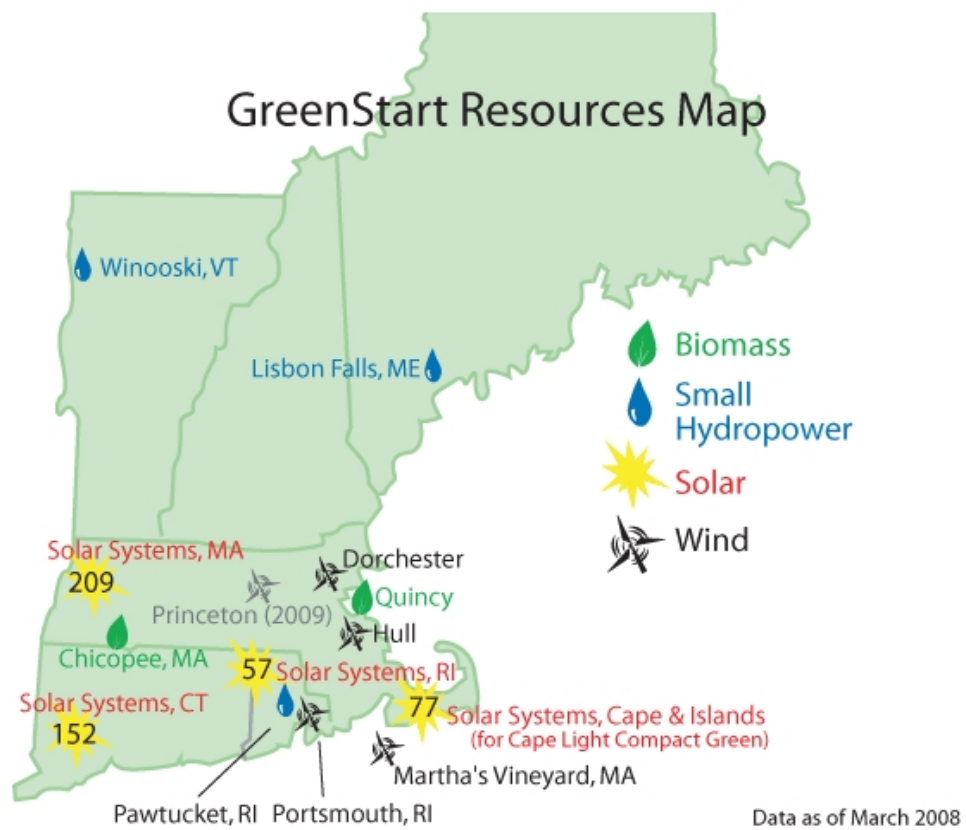 GreenStart Resources Map
Winooski, VT
Lisbon Falls, ME
Biomass
Small
Hydropower
Solar
Wind
Solar Systems, MA
209
Dorchester
Princeton (2009)
Quincy
Hull
Chicopee, MA
57
Solar Systems, RI
Solar Systems, CT
152
77
Solar Systems, Cape & Islands
(for Cape Light Compact Green)
Martha's Vineyard, MA
Pawtucket, RI
Portsmouth, RI
Data as of March 2008